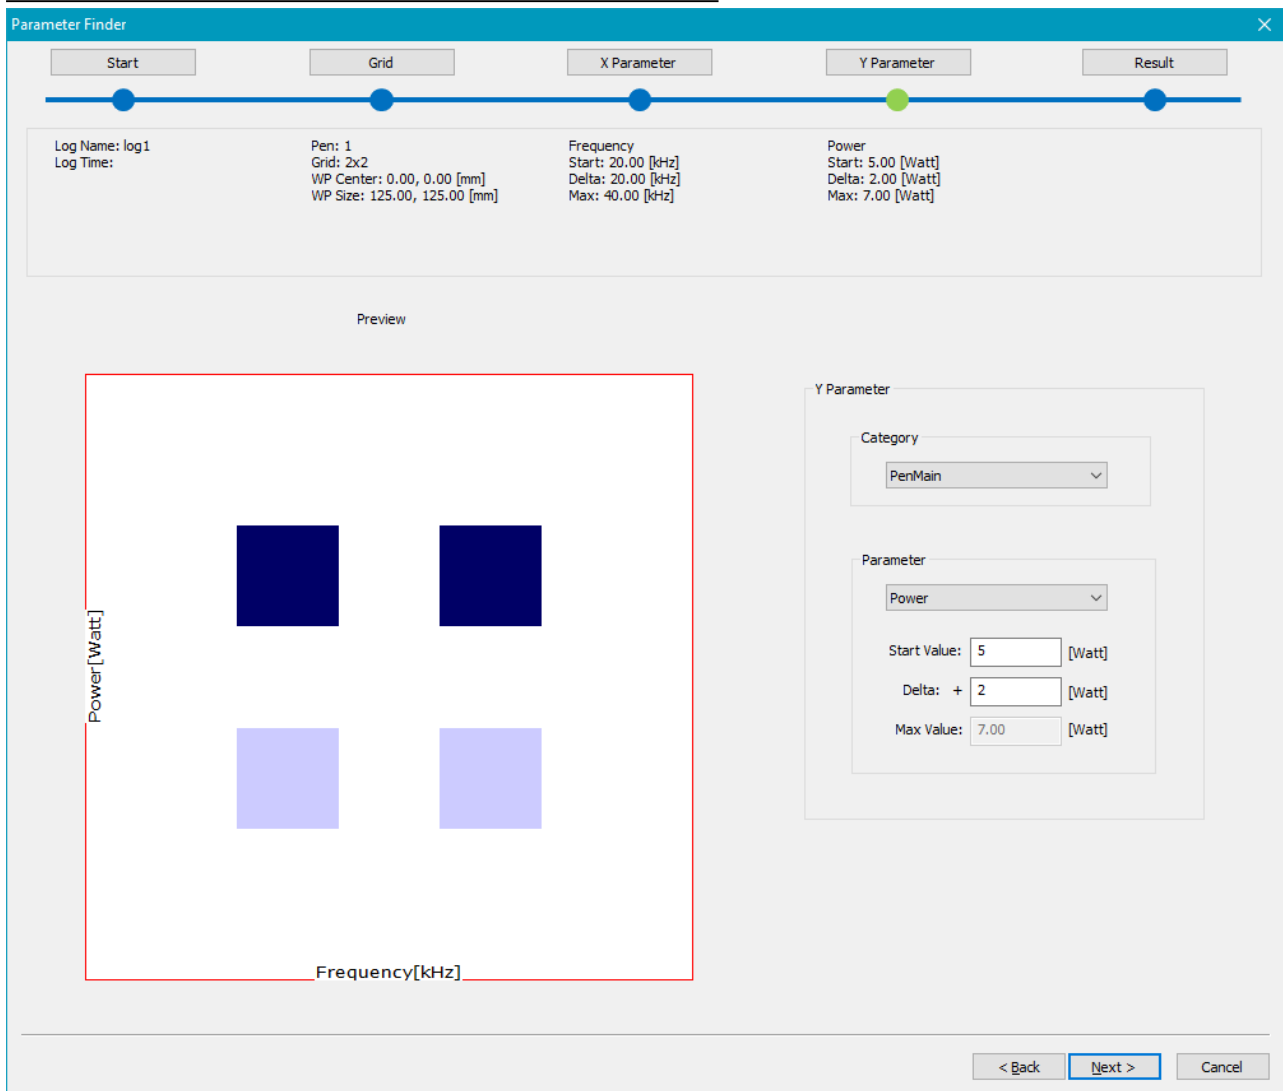 Parameter Finder
Start
Grid
X Parameter
Y Parameter
Result
Log Name: log1
Log Time:
Pen: 1
Grid: 2x2
WP Center: 0.00, 0.00 [mm]
WP Size: 125.00, 125.00 [mm]
Frequency
Start: 20.00 [kHz]
Delta: 20.00 [kHz]
Max: 40.00 [kHz]
Power
Start: 5.00 [Watt]
Delta: 2.00 [Watt]
Max: 7.00 [Watt]
Preview
Power[Watt]
Frequency[kHz]
Y Parameter
Category
PenMain
Parameter
Power
Start Value: 5 [Watt]
Delta: + 2 [Watt]
Max Value: 7.00 [Watt]
< Back
Next >
Cancel